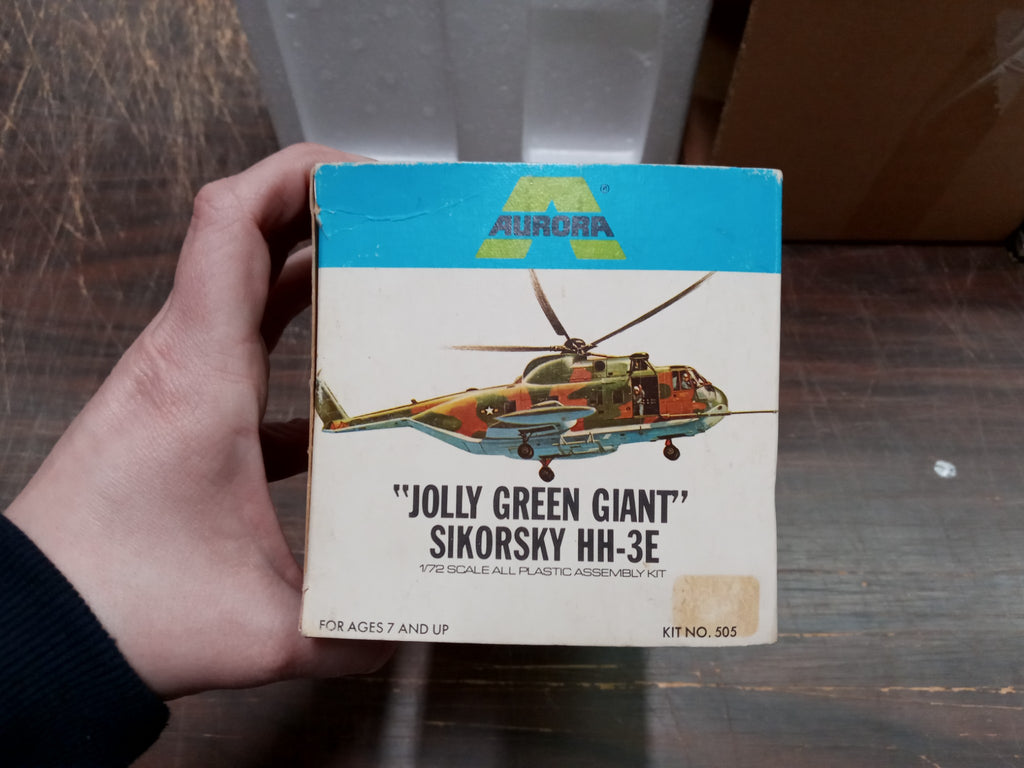 AURORA®
"JOLLY GREEN GIANT"
SIKORSKY HH-3E
1/72 SCALE ALL PLASTIC ASSEMBLY KIT
FOR AGES 7 AND UP
KIT NO. 505